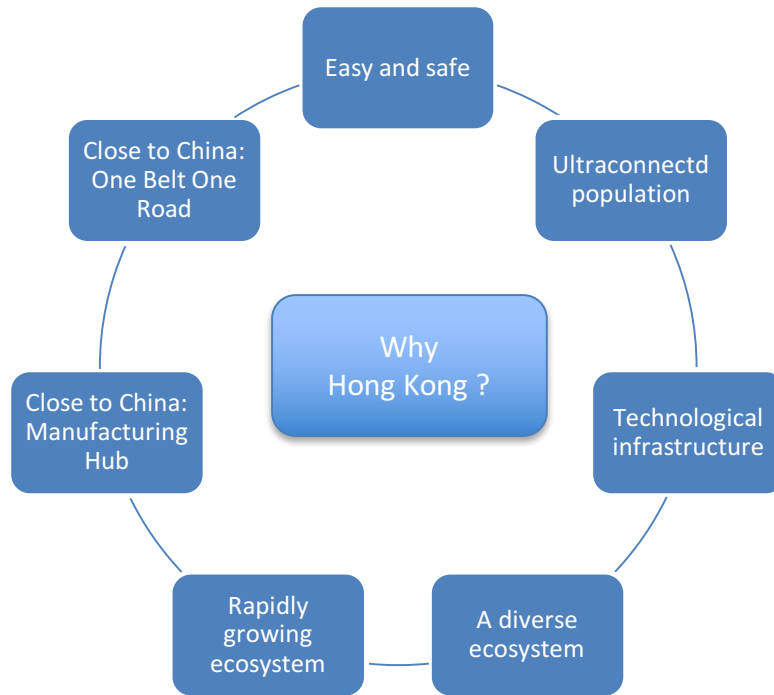 Easy and safe
Ultraconnectd
population
Technological
infrastructure
A diverse
ecosystem
Rapidly
growing
ecosystem
Close to China:
Manufacturing
Hub
Close to China:
One Belt One
Road
Why
Hong Kong ?